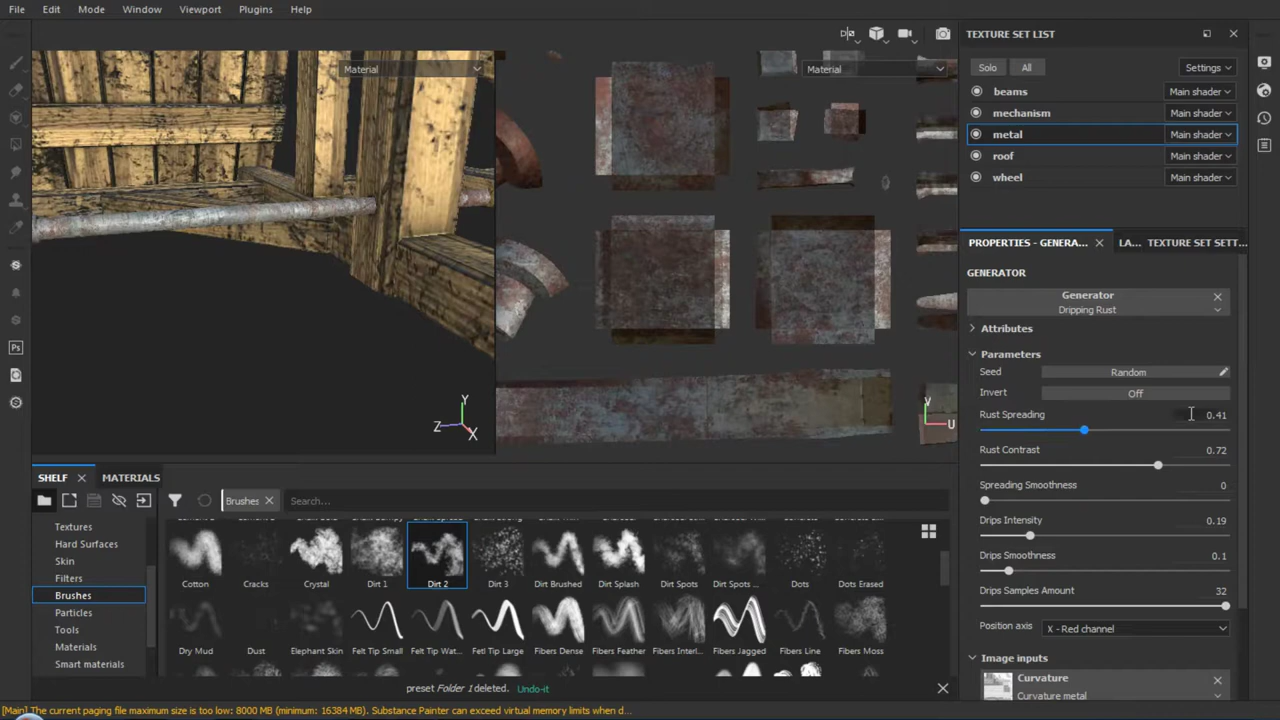 File Edit Mode Window Viewport Plugins Help
TEXTURE SET LIST
Material
Material
Solo All Settings
beams Main shader
mechanism Main shader
metal Main shader
roof Main shader
wheel Main shader
PROPERTIES - GENERA... LA... TEXTURE SET SETT...
GENERATOR
Generator
Dripping Rust
Attributes
Parameters
Seed Random
Invert Off
Rust Spreading 0.41
Rust Contrast 0.72
Spreading Smoothness 0
Drips Intensity 0.19
Drips Smoothness 0.1
Drips Samples Amount 32
Position axis X - Red channel
Image inputs
Curvature
Curvature metal
Y
Z
X
V
U
SHELF MATERIALS
Ps
Brushes Search...
Textures
Hard Surfaces
Skin
Filters
Brushes
Particles
Tools
Materials
Smart materials
Cotton Cracks Crystal Dirt 1 Dirt 2 Dirt 3 Dirt Brushed Dirt Splash Dirt Spots Dirt Spots ... Dots Dots Erased
Dry Mud Dust Elephant Skin Felt Tip Small Felt Tip Wat... Fetl Tip Large Fibers Dense Fibers Feather Fibers Interl... Fibers Jagged Fibers Line Fibers Moss
preset Folder 1 deleted. Undo-it
[Main] The current paging file maximum size is too low: 8000 MB (minimum: 16384 MB). Substance Painter can exceed virtual memory limits when d...